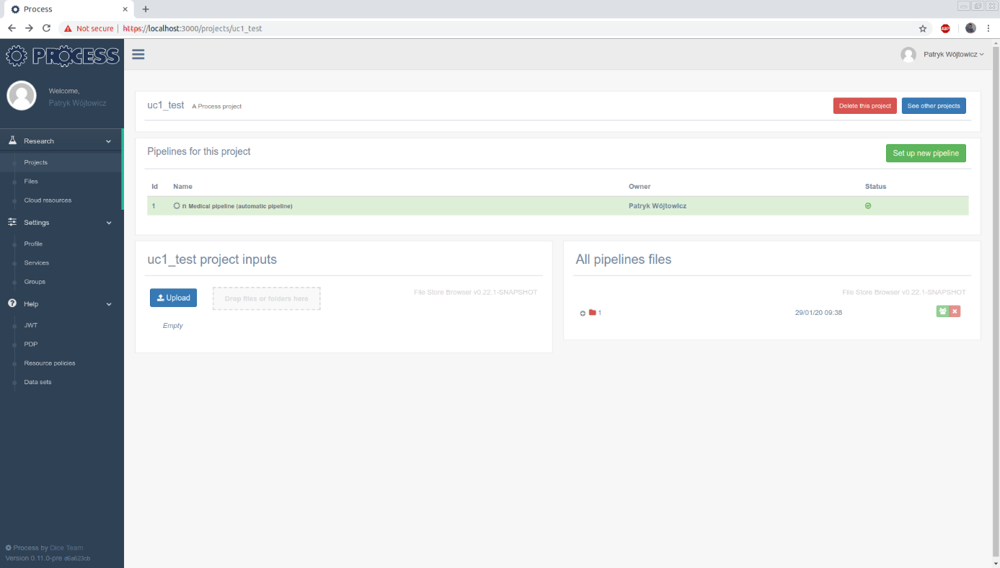 Process
Not secure
https://localhost:3000/projects/uc1_test
ABP
PROCESS
Patryk Wójtowicz
Welcome,
Patryk Wójtowicz
Research
Projects
Files
Cloud resources
Settings
Profile
Services
Groups
Help
JWT
PDP
Resource policies
Data sets
Process by Dice Team
Version 0.11.0-pre d6a623cb
uc1_test A Process project
Delete this project
See other projects
Pipelines for this project
Set up new pipeline
Id Name Owner Status
1 n Medical pipeline (automatic pipeline) Patryk Wójtowicz
uc1_test project inputs
Upload
Drop files or folders here
File Store Browser v0.22.1-SNAPSHOT
Empty
All pipelines files
File Store Browser v0.22.1-SNAPSHOT
1 29/01/20 09:38